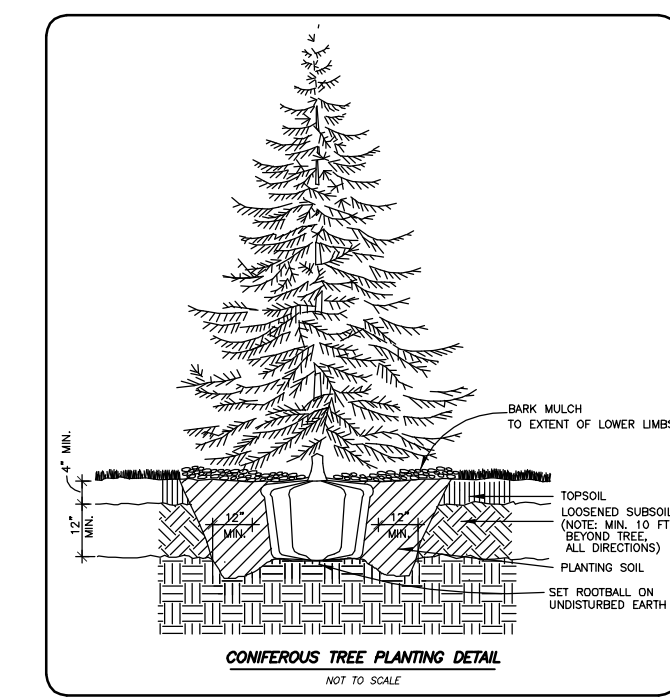 BARK MULCH
TO EXTENT OF LOWER LIMBS
4" MIN.
12"
MIN.
12"
MIN.
12"
MIN.
TOPSOIL
LOOSENED SUBSOIL
(NOTE: MIN. 10 FT
BEYOND TREE,
ALL DIRECTIONS)
PLANTING SOIL
SET ROOTBALL ON
UNDISTURBED EARTH
CONIFEROUS TREE PLANTING DETAIL
NOT TO SCALE